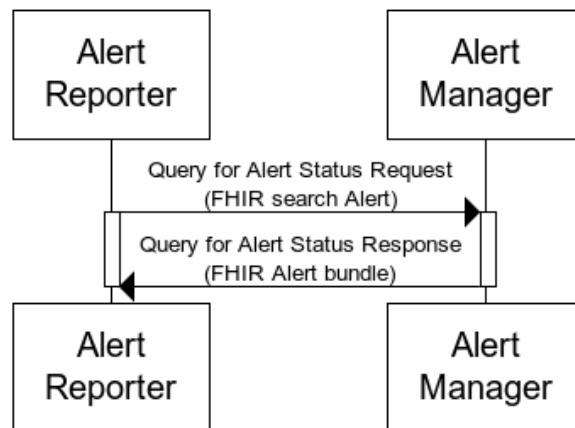 Alert
Reporter
Alert
Manager
Query for Alert Status Request
(FHIR search Alert)
Query for Alert Status Response
(FHIR Alert bundle)
Alert
Reporter
Alert
Manager